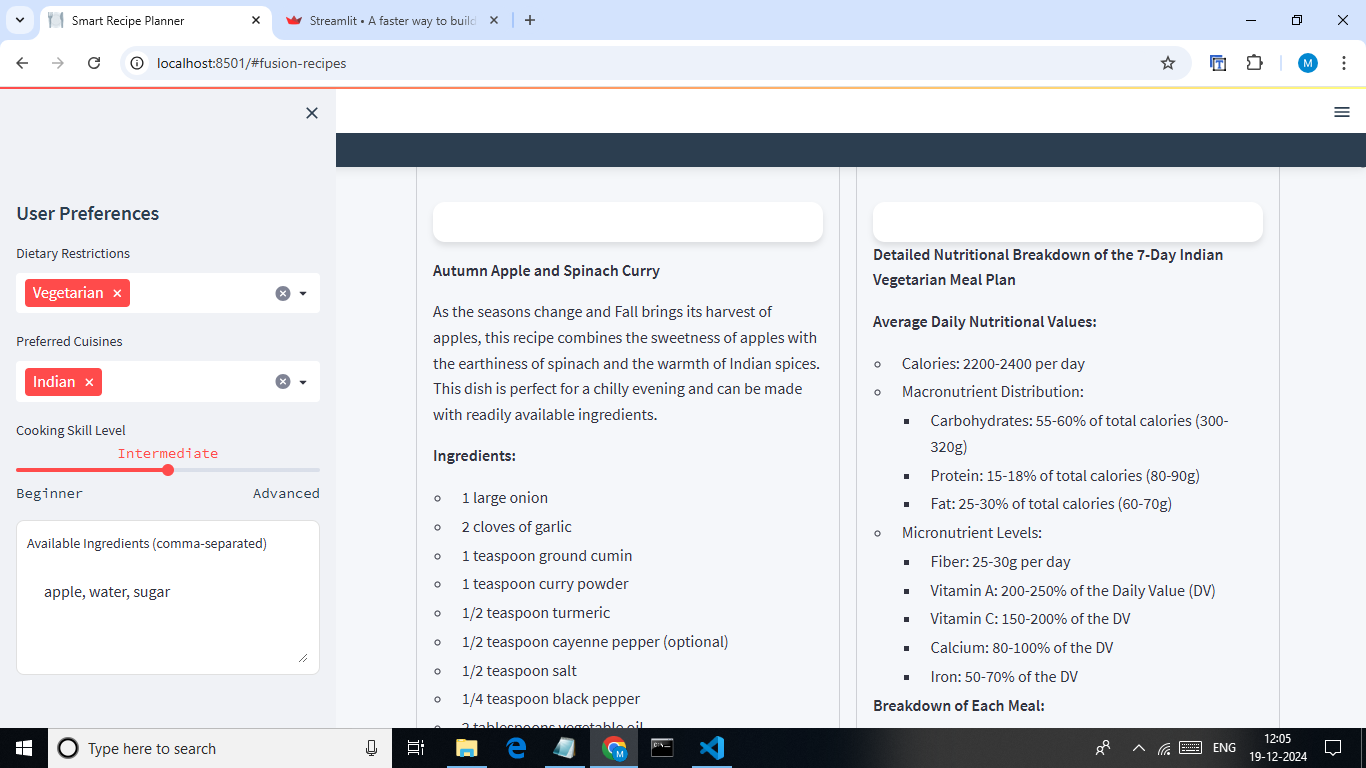 Smart Recipe Planner
Streamlit • A faster way to build
localhost:8501/#fusion-recipes
M
User Preferences
Dietary Restrictions
Vegetarian
Preferred Cuisines
Indian
Cooking Skill Level
Intermediate
Beginner Advanced
Available Ingredients (comma-separated)
apple, water, sugar
Autumn Apple and Spinach Curry
As the seasons change and Fall brings its harvest of
apples, this recipe combines the sweetness of apples with
the earthiness of spinach and the warmth of Indian spices.
This dish is perfect for a chilly evening and can be made
with readily available ingredients.
Ingredients:
1 large onion
2 cloves of garlic
1 teaspoon ground cumin
1 teaspoon curry powder
1/2 teaspoon turmeric
1/2 teaspoon cayenne pepper (optional)
1/2 teaspoon salt
1/4 teaspoon black pepper
2 tablespoons vegetable oil
Detailed Nutritional Breakdown of the 7-Day Indian
Vegetarian Meal Plan
Average Daily Nutritional Values:
Calories: 2200-2400 per day
Macronutrient Distribution:
Carbohydrates: 55-60% of total calories (300-
320g)
Protein: 15-18% of total calories (80-90g)
Fat: 25-30% of total calories (60-70g)
Micronutrient Levels:
Fiber: 25-30g per day
Vitamin A: 200-250% of the Daily Value (DV)
Vitamin C: 150-200% of the DV
Calcium: 80-100% of the DV
Iron: 50-70% of the DV
Breakdown of Each Meal:
Type here to search
M
ENG
12:05
19-12-2024